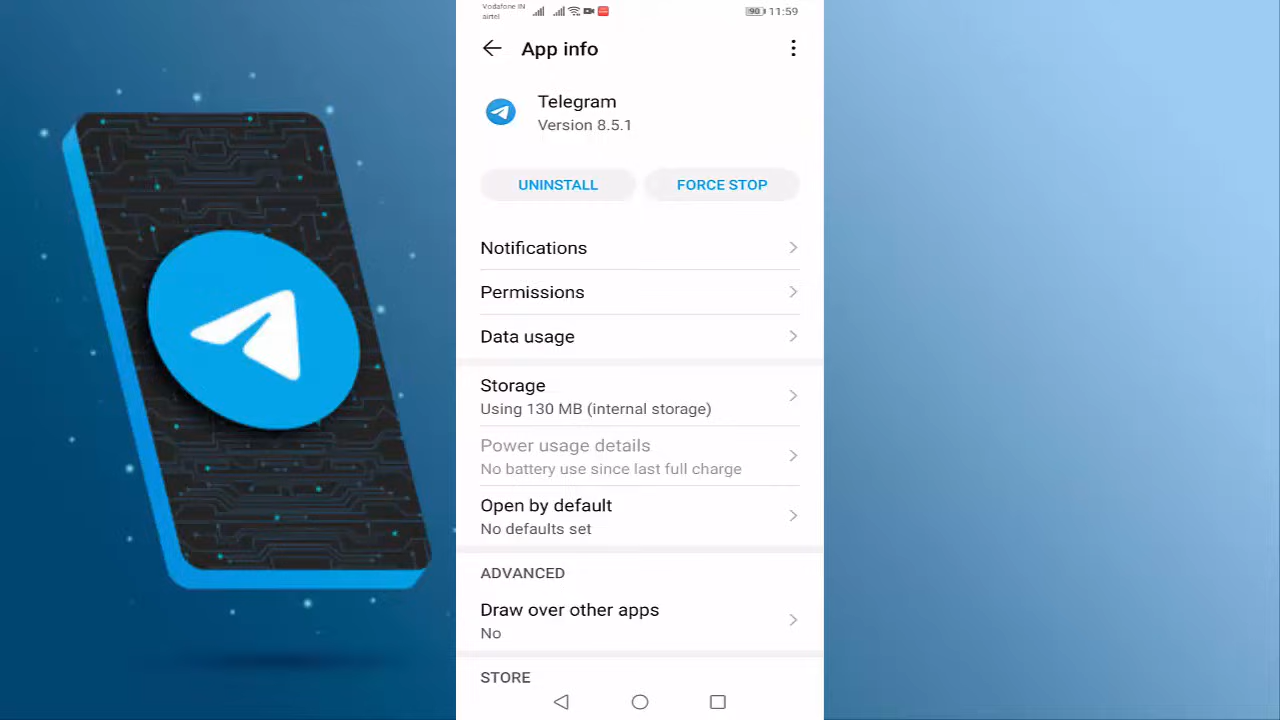 Vodafone IN
airtel
90 11:59
App info
Telegram
Version 8.5.1
UNINSTALL
FORCE STOP
Notifications
Permissions
Data usage
Storage
Using 130 MB (internal storage)
Power usage details
No battery use since last full charge
Open by default
No defaults set
ADVANCED
Draw over other apps
No
STORE